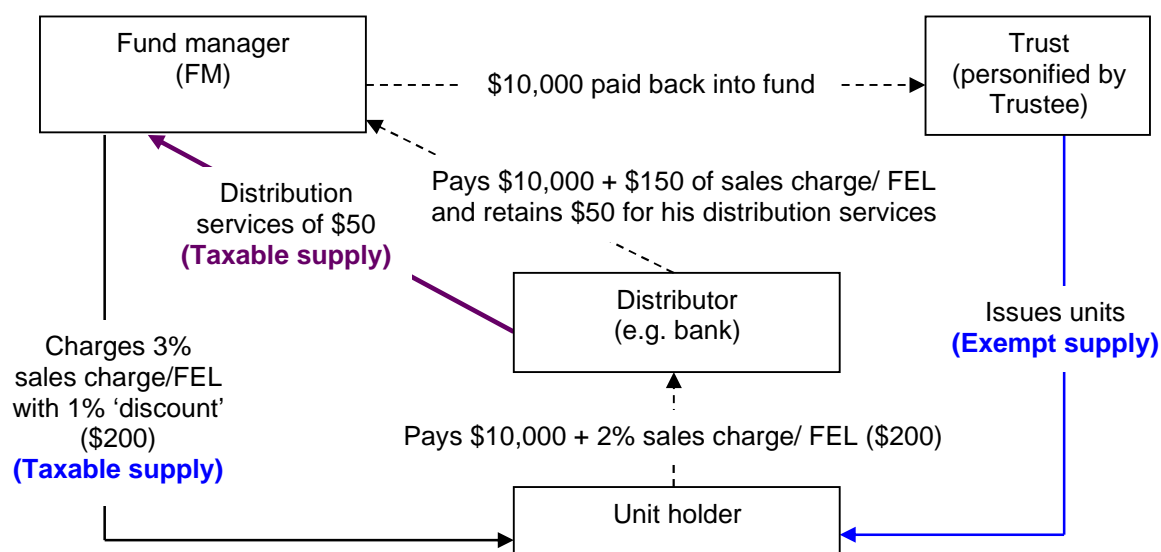 Fund manager
(FM)
$10,000 paid back into fund
Trust
(personified by
Trustee)
Pays $10,000 + $150 of sales charge/ FEL
and retains $50 for his distribution services
Distribution
services of $50
(Taxable supply)
Distributor
(e.g. bank)
Issues units
(Exempt supply)
Charges 3%
sales charge/FEL
with 1% ‘discount’
($200)
(Taxable supply)
Pays $10,000 + 2% sales charge/ FEL ($200)
Unit holder